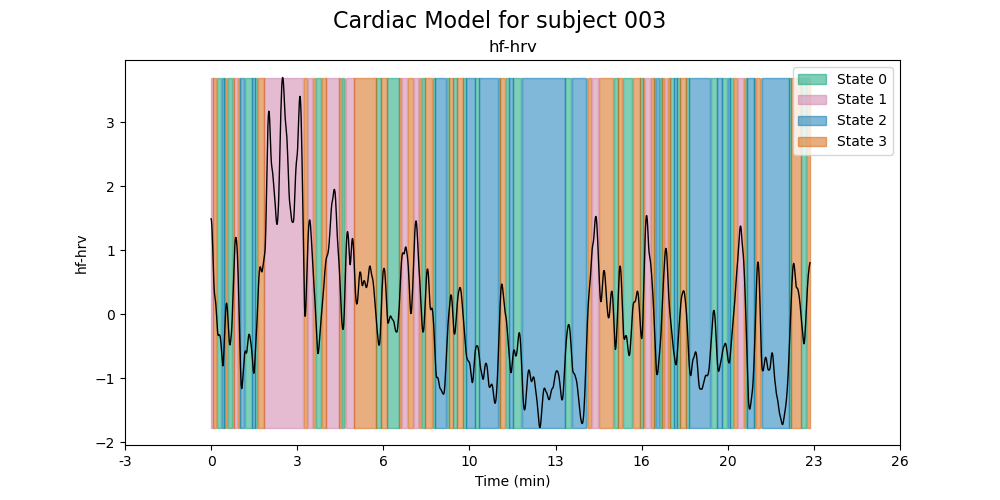 Cardiac Model for subject 003
hf-hrv
State 0
State 1
State 2
State 3
hf-hrv
3
2
1
0
−1
−2
-3
0
3
6
10
13
16
20
23
26
Time (min)